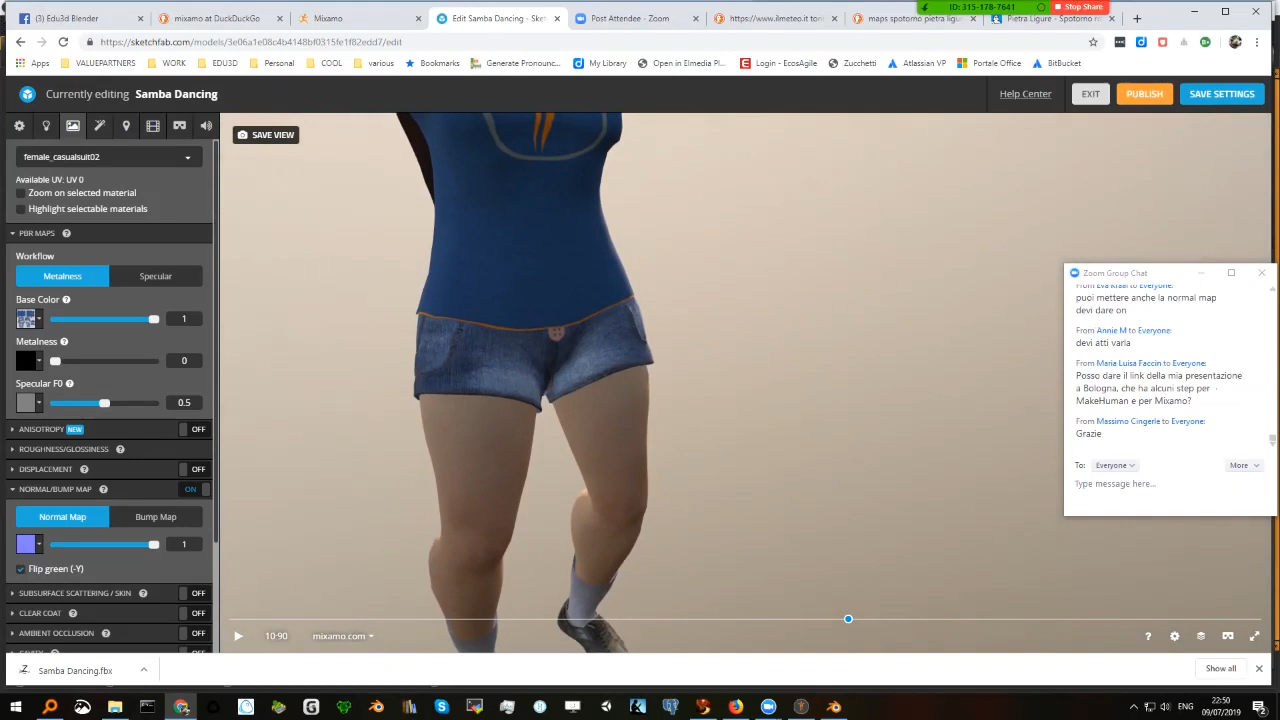 (3) Edu3d Blender
mixamo at DuckDuckGo
Mixamo
Edit Samba Dancing - Sket
Post Attendee - Zoom
https://www.ilmeteo.it
maps spotorno pietra ligu
Pietra Ligure - Spotorno
ID: 315-178-7641
Stop Share
https://sketchfab.com/models/3e06a1e08c4b4148bf0315fe1f82edd7/edit
Apps
VALUEPARTNERS
WORK
EDU3D
Personal
COOL
various
Bookmarks
Generate Pronounc...
My Library
Open in Elmedia Pl...
Login - EcosAgile
Zucchetti
Atlassian VP
Portale Office
BitBucket
Currently editing Samba Dancing
Help Center
EXIT
PUBLISH
SAVE SETTINGS
SAVE VIEW
female_casualsuit02
Available UV: UV 0
Zoom on selected material
Highlight selectable materials
PBR MAPS
Workflow
Metalness
Specular
Base Color
1
Metalness
0
Specular F0
0.5
ANISOTROPY NEW OFF
ROUGHNESS/GLOSSINESS
DISPLACEMENT OFF
NORMAL/BUMP MAP ON
Normal Map
Bump Map
1
Flip green (-Y)
SUBSURFACE SCATTERING / SKIN OFF
CLEAR COAT OFF
AMBIENT OCCLUSION OFF
Zoom Group Chat
From Eva Kraai to Everyone:
puoi mettere anche la normal map
devi dare on
From Annie M to Everyone:
devi atti varla
From Maria Luisa Faccin to Everyone:
Posso dare il link della mia presentazione
a Bologna, che ha alcuni step per
MakeHuman e per Mixamo?
From Massimo Cingerle to Everyone:
Grazie
To: Everyone
More
Type message here...
10:90
mixamo.com
Samba Dancing.fbx
Show all
ENG
22:50
09/07/2019